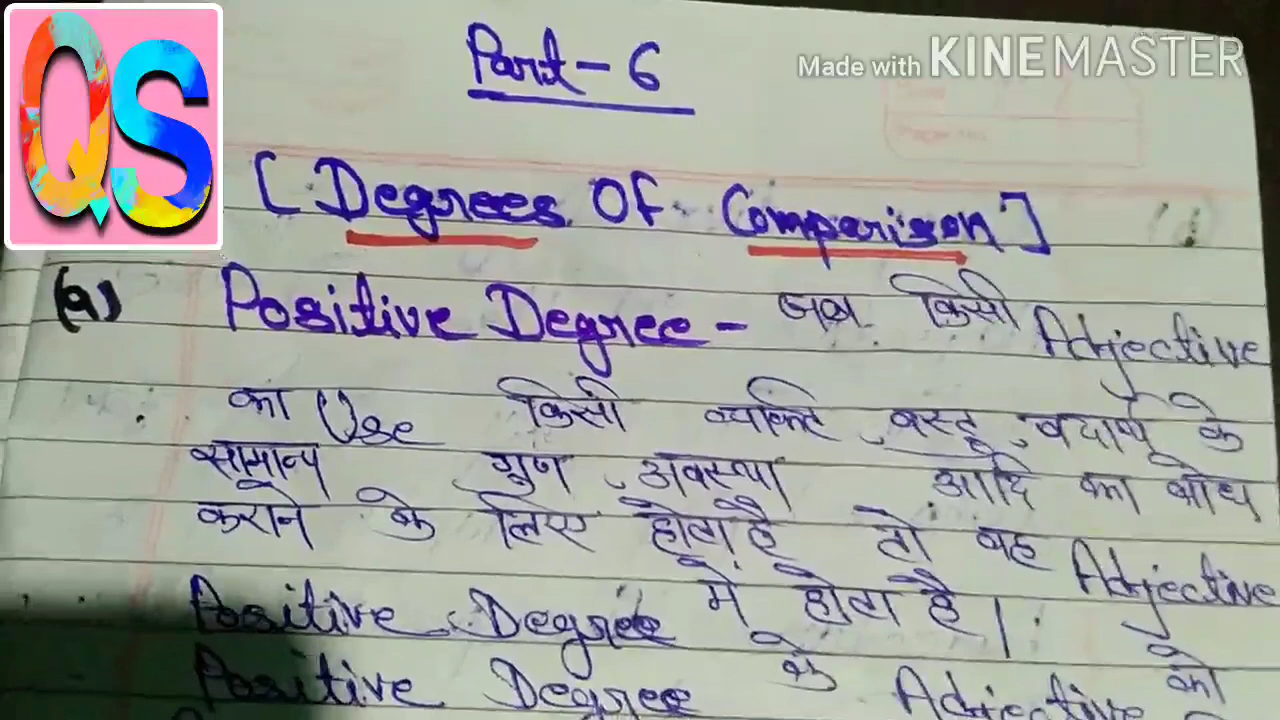 QS
Part - 6
Made with KINEMASTER
[ Degrees Of Comparison ]
(a) Positive Degree - जब किसी Adjective
का Use किसी व्यक्ति, वस्तु, पदार्थ के
सामान्य गुण, अवस्था आदि का बोध
कराने के लिए होता है तो वह Adjective
Positive Degree में होता है।
Positive Degree के Adjective को